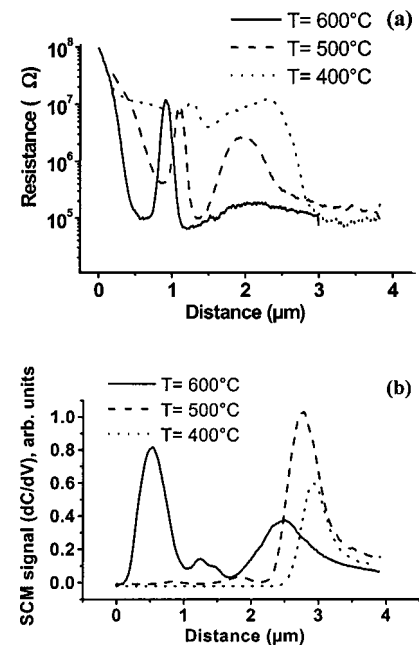 T= 600°C (a)
T= 500°C
T= 400°C
Resistance( Ω)
10⁸
10⁷
10⁶
10⁵
0 1 2 3 4
Distance (µm)
T= 600°C (b)
T= 500°C
T= 400°C
SCM signal (dC/dV), arb. units
1.0
0.8
0.6
0.4
0.2
0.0
0 1 2 3 4
Distance (µm)